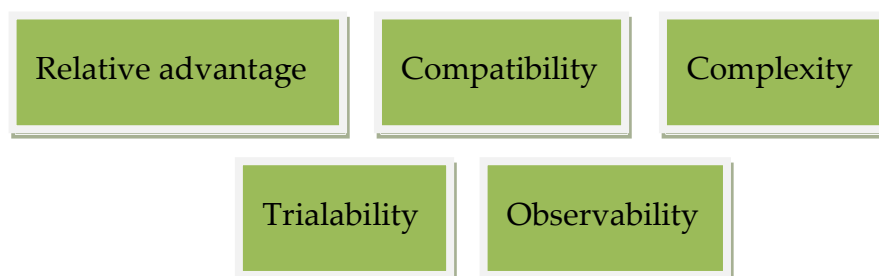 Relative advantage
Compatibility
Complexity
Trialability
Observability